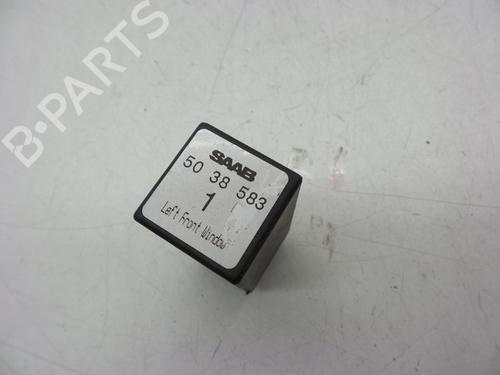 B-PARTS
SAAB
50 38 583
1
Left Front Window